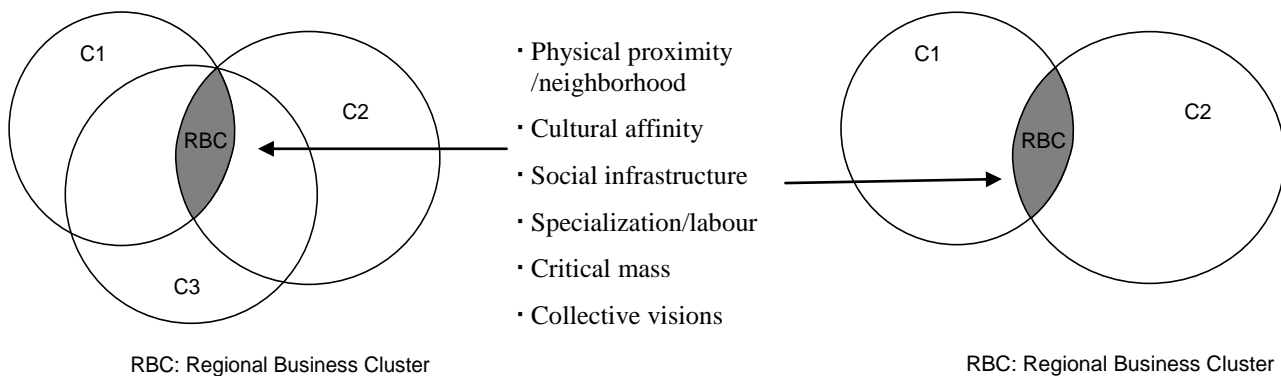 C1
C2
RBC
C3
RBC: Regional Business Cluster
· Physical proximity
/neighborhood
· Cultural affinity
· Social infrastructure
· Specialization/labour
· Critical mass
· Collective visions
C1
C2
RBC
RBC: Regional Business Cluster